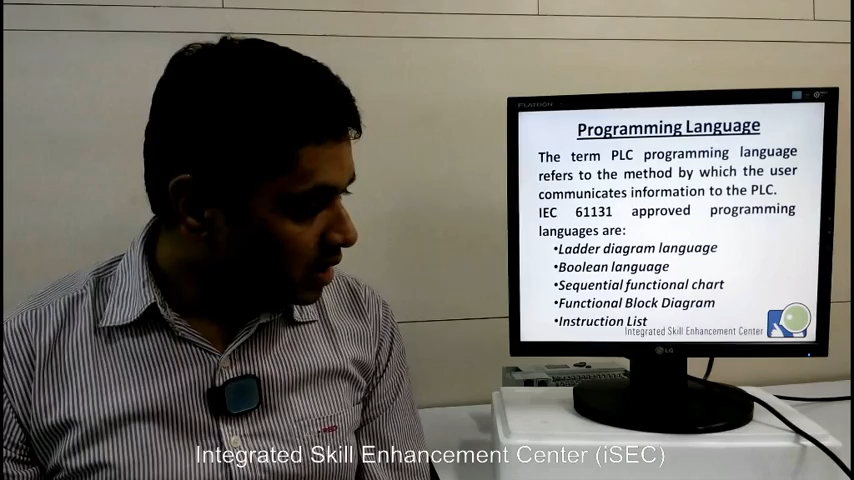 FLATRON
Programming Language
The term PLC programming language
refers to the method by which the user
communicates information to the PLC.
IEC 61131 approved programming
languages are:
•Ladder diagram language
•Boolean language
•Sequential functional chart
•Functional Block Diagram
•Instruction List
Integrated Skill Enhancement Center
LG
Integrated Skill Enhancement Center (iSEC)